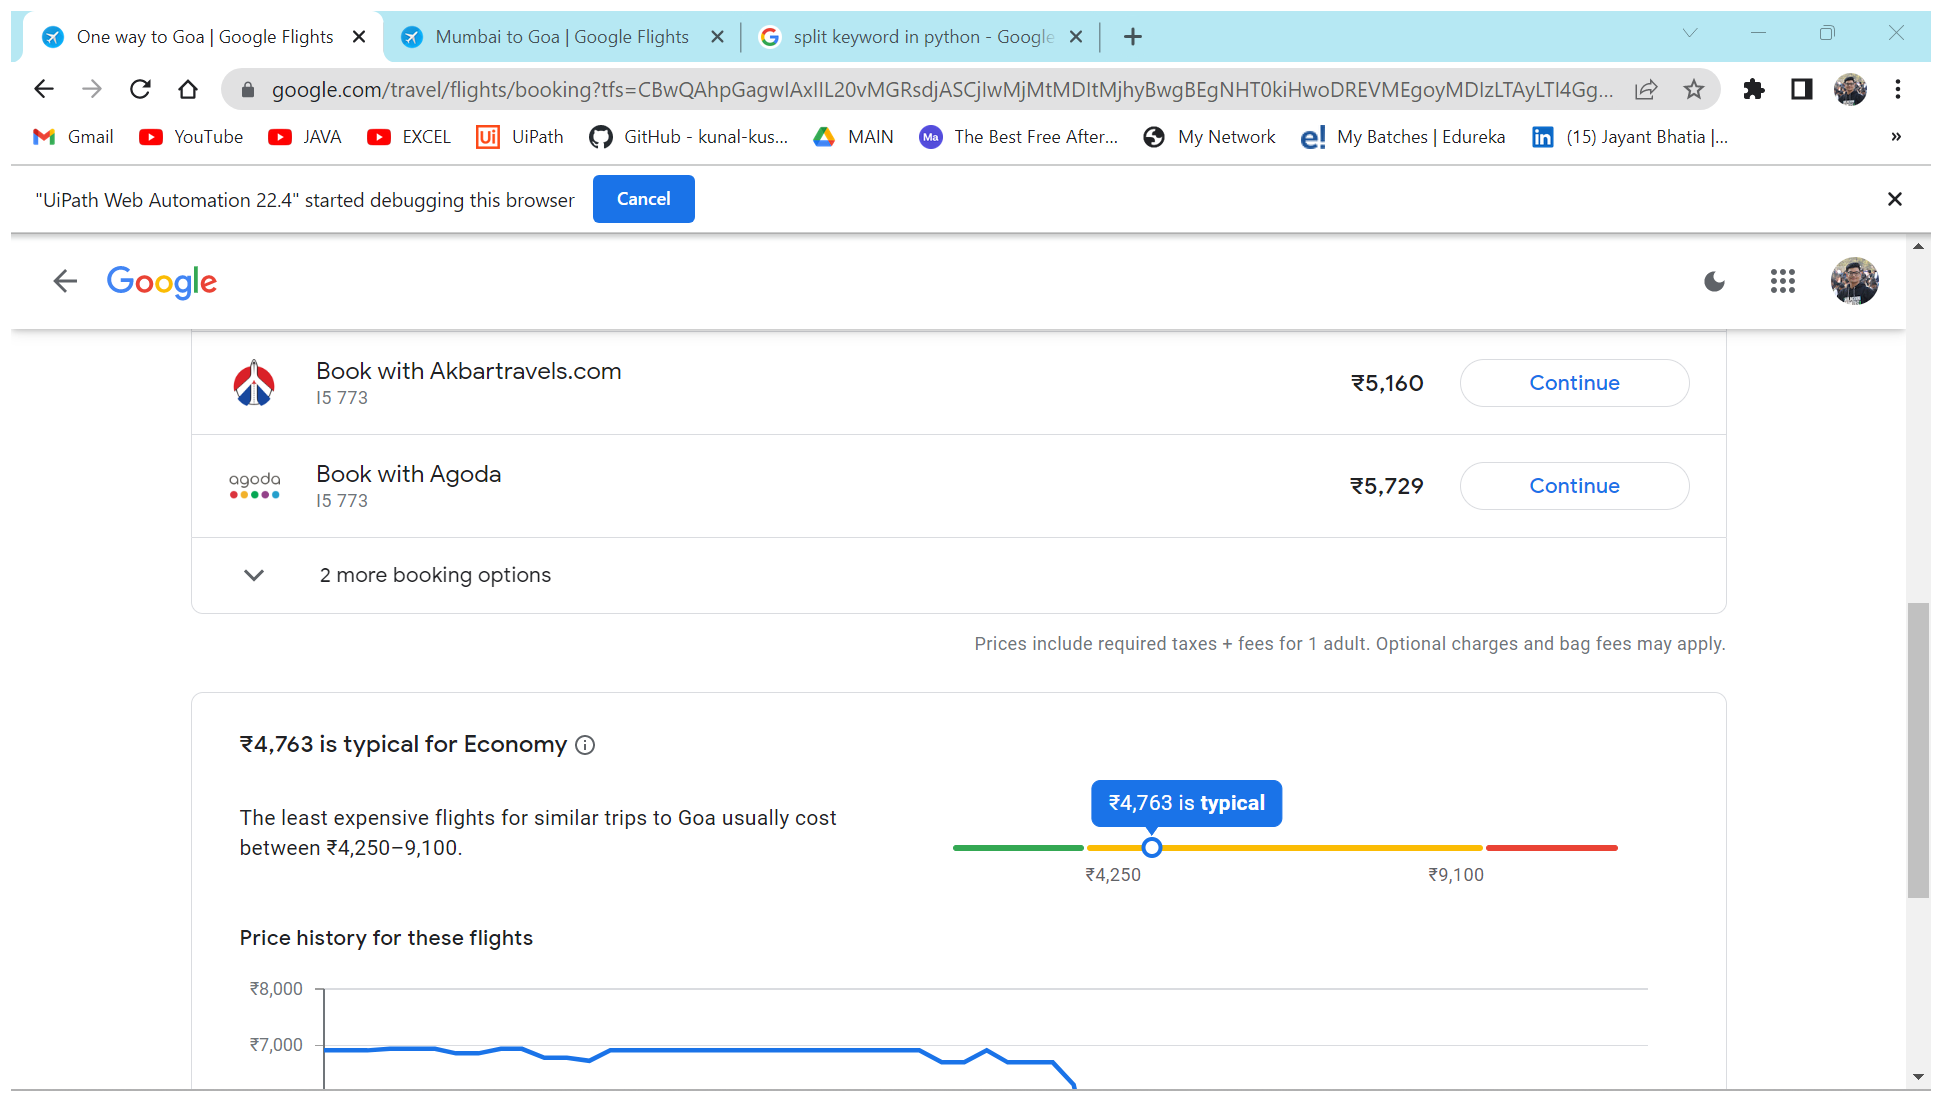 One way to Goa | Google Flights
Mumbai to Goa | Google Flights
split keyword in python - Google
google.com/travel/flights/booking?tfs=CBwQAhpGagwIAxIIL20vMGRsdjASCjIwMjMtMDItMjhyBwgBEgNHT0kiHwoDREVMEgoyMDIzLTAyLTI4Gg...
Gmail
YouTube
JAVA
EXCEL
Ui
UiPath
GitHub - kunal-kus...
MAIN
Ma
The Best Free After...
My Network
e!
My Batches | Edureka
in
(15) Jayant Bhatia |...
»
"UiPath Web Automation 22.4" started debugging this browser
Cancel
Google
Book with Akbartravels.com
I5 773
₹5,160
Continue
agoda
Book with Agoda
I5 773
₹5,729
Continue
2 more booking options
Prices include required taxes + fees for 1 adult. Optional charges and bag fees may apply.
₹4,763 is typical for Economy
₹4,763 is typical
The least expensive flights for similar trips to Goa usually cost
between ₹4,250–9,100.
₹4,250
₹9,100
Price history for these flights
₹8,000
₹7,000